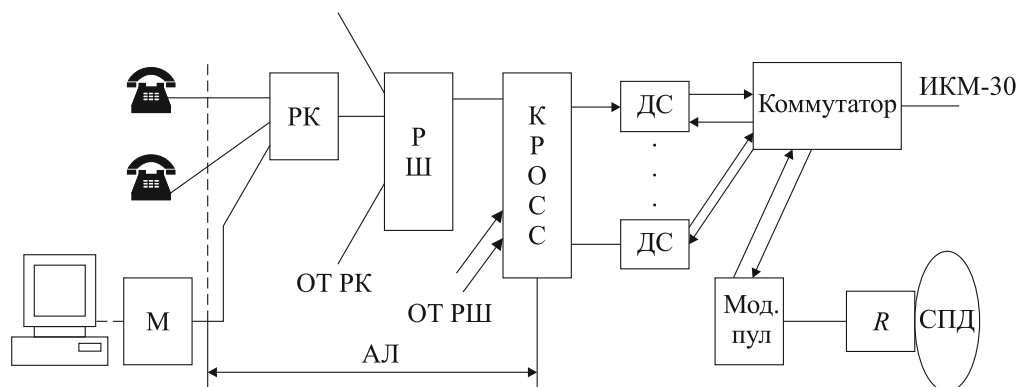 РК
Р
Ш
К
Р
О
С
С
ДС
Коммутатор
ИКМ-30
ДС
ОТ РК
ОТ РШ
М
АЛ
Мод.
пул
R
СПД